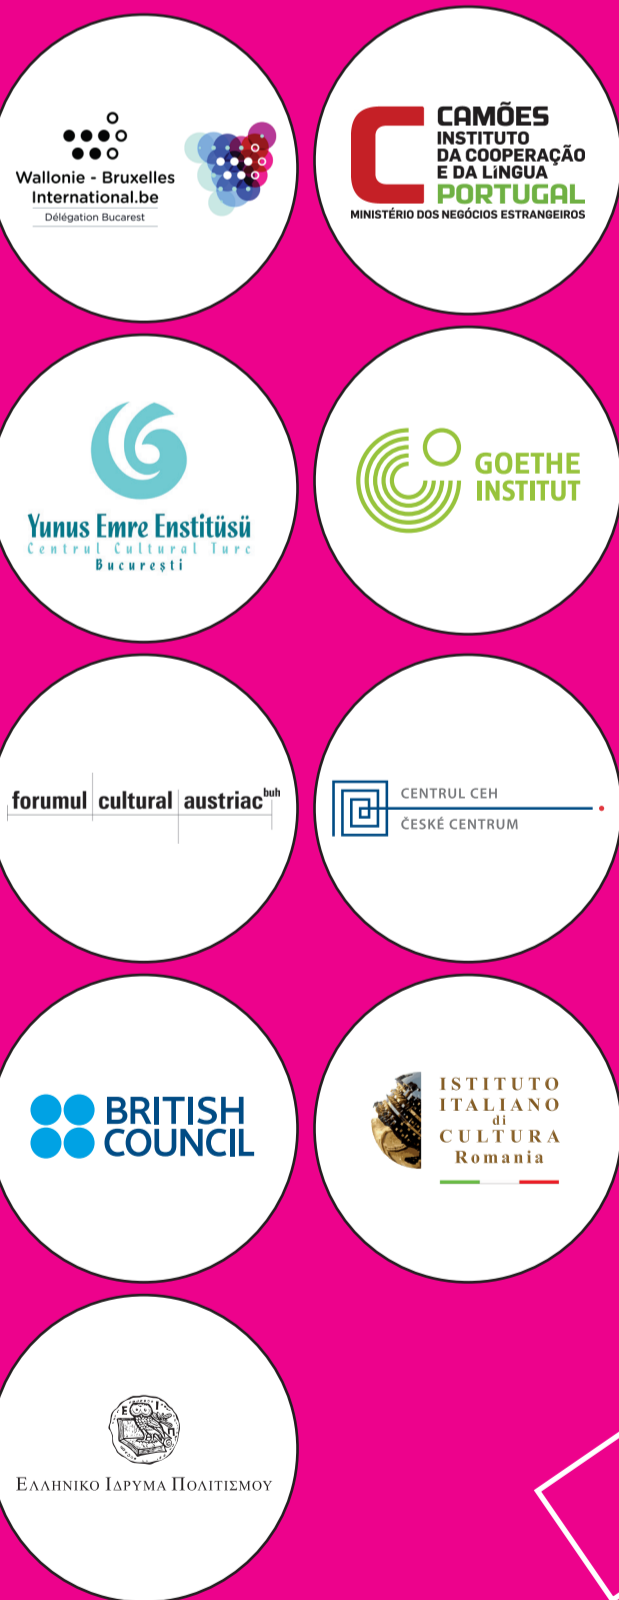 Wallonie - Bruxelles
International.be
Délégation Bucarest
CAMÕES
INSTITUTO
DA COOPERAÇÃO
E DA LÍNGUA
PORTUGAL
MINISTÉRIO DOS NEGÓCIOS ESTRANGEIROS
Yunus Emre Enstitüsü
Centrul Cultural Turc
București
GOETHE
INSTITUT
forumul cultural austriac buh
CENTRUL CEH
ČESKÉ CENTRUM
BRITISH
COUNCIL
ISTITUTO
ITALIANO
di
CULTURA
Romania
Ε Ι Π
ΕΛΛΗΝΙΚΟ ΙΔΡΥΜΑ ΠΟΛΙΤΙΣΜΟΥ